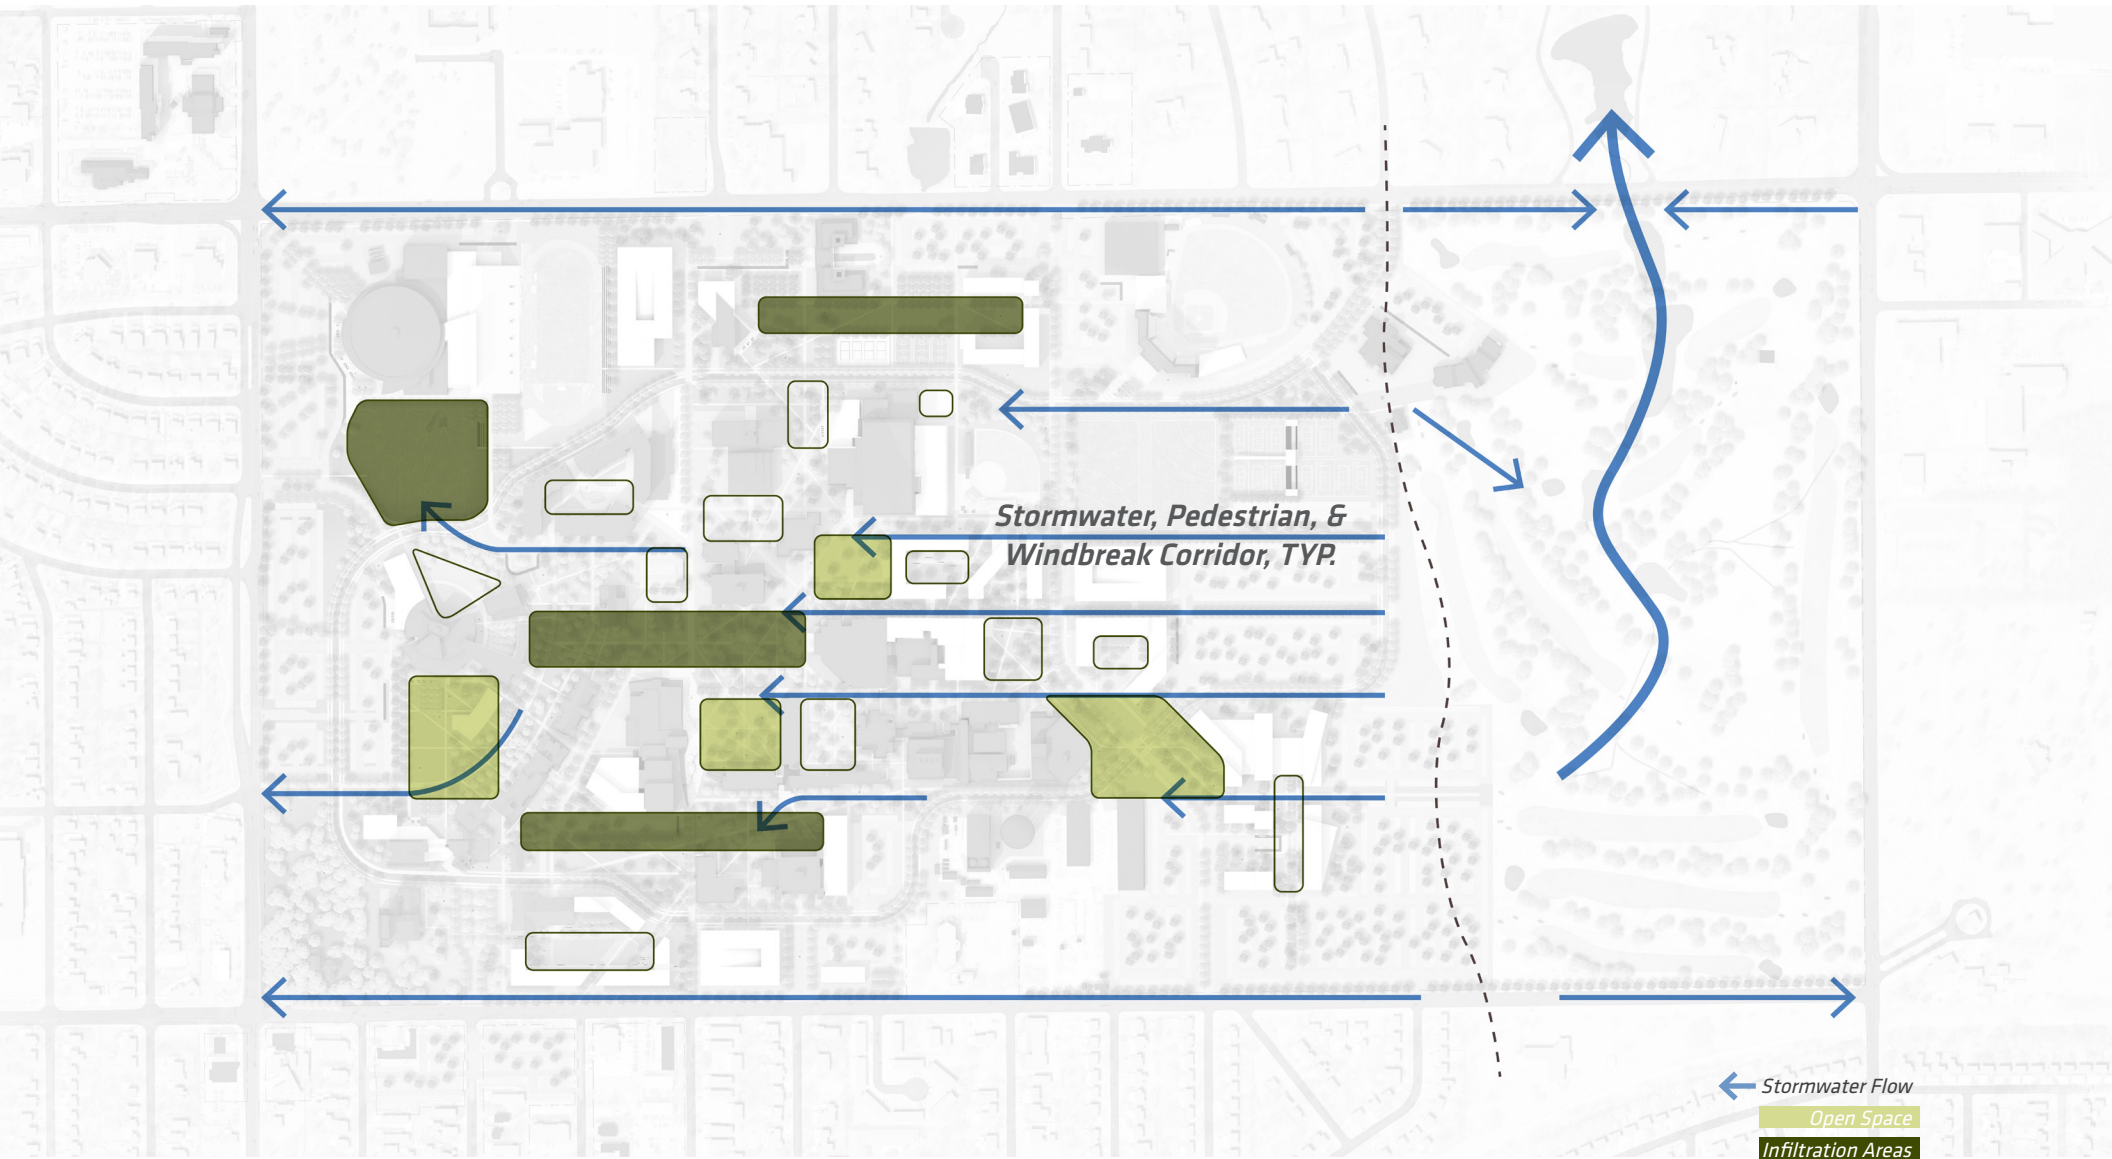 Stormwater, Pedestrian, &
Windbreak Corridor, TYP.
Stormwater Flow
Open Space
Infiltration Areas